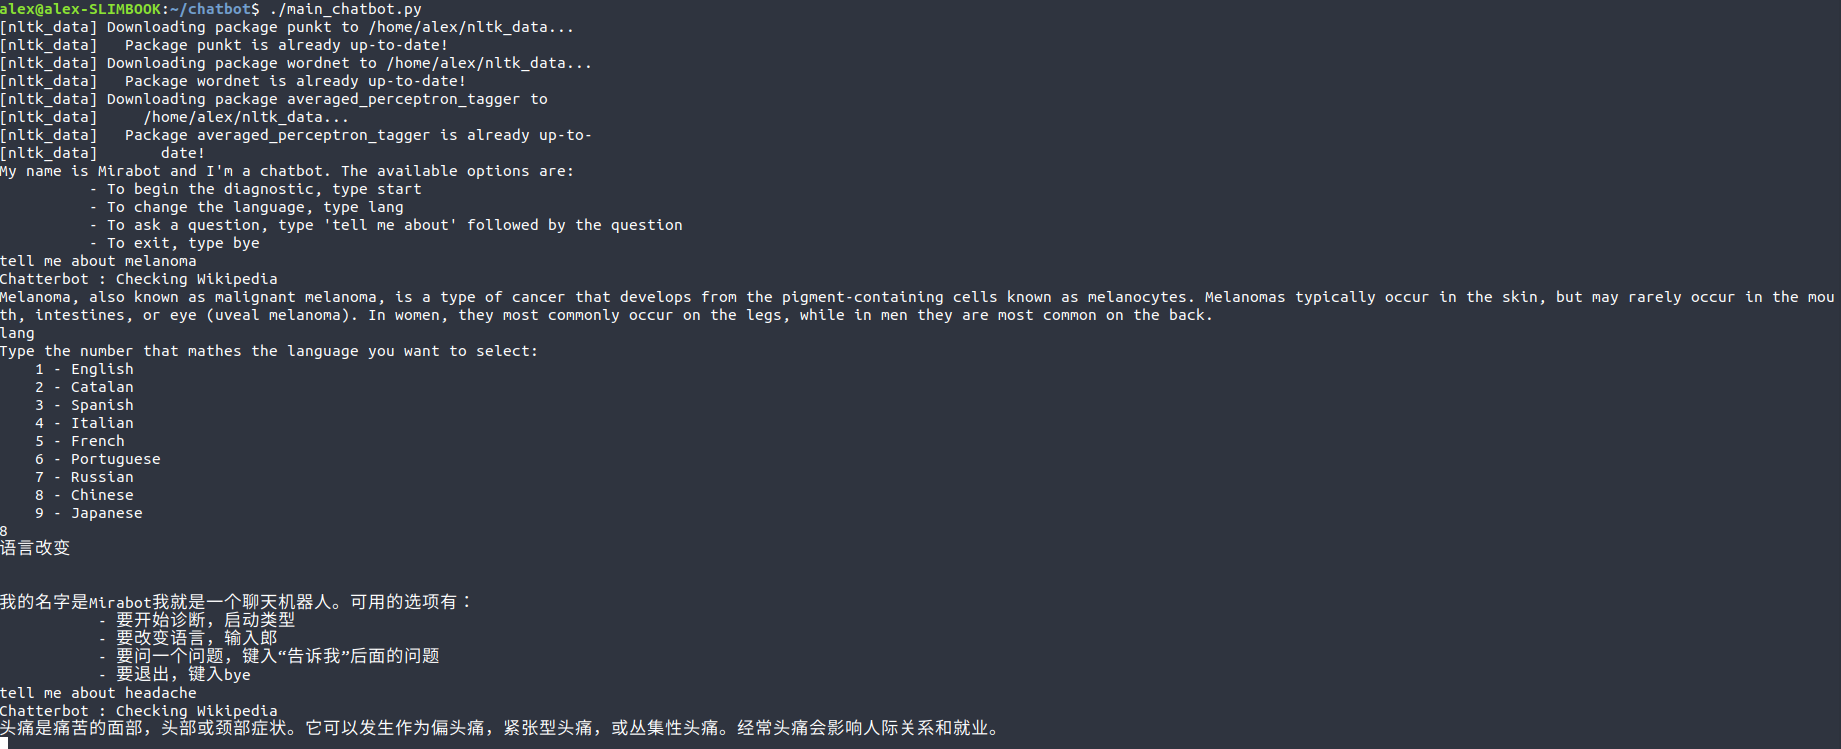 alex@alex-SLIMBOOK:~/chatbot$ ./main_chatbot.py
[nltk_data] Downloading package punkt to /home/alex/nltk_data...
[nltk_data]   Package punkt is already up-to-date!
[nltk_data] Downloading package wordnet to /home/alex/nltk_data...
[nltk_data]   Package wordnet is already up-to-date!
[nltk_data] Downloading package averaged_perceptron_tagger to
[nltk_data]     /home/alex/nltk_data...
[nltk_data]   Package averaged_perceptron_tagger is already up-to-
[nltk_data]       date!
My name is Mirabot and I'm a chatbot. The available options are:
          - To begin the diagnostic, type start
          - To change the language, type lang
          - To ask a question, type 'tell me about' followed by the question
          - To exit, type bye
tell me about melanoma
Chatterbot : Checking Wikipedia
Melanoma, also known as malignant melanoma, is a type of cancer that develops from the pigment-containing cells known as melanocytes. Melanomas typically occur in the skin, but may rarely occur in the mou
th, intestines, or eye (uveal melanoma). In women, they most commonly occur on the legs, while in men they are most common on the back.
lang
Type the number that mathes the language you want to select:
    1 - English
    2 - Catalan
    3 - Spanish
    4 - Italian
    5 - French
    6 - Portuguese
    7 - Russian
    8 - Chinese
    9 - Japanese
8
语言改变
我的名字是Mirabot我就是一个聊天机器人。可用的选项有：
           - 要开始诊断，启动类型
           - 要改变语言，输入郎
           - 要问一个问题，键入“告诉我”后面的问题
           - 要退出，键入bye
tell me about headache
Chatterbot : Checking Wikipedia
头痛是痛苦的面部，头部或颈部症状。它可以发生作为偏头痛，紧张型头痛，或丛集性头痛。经常头痛会影响人际关系和就业。